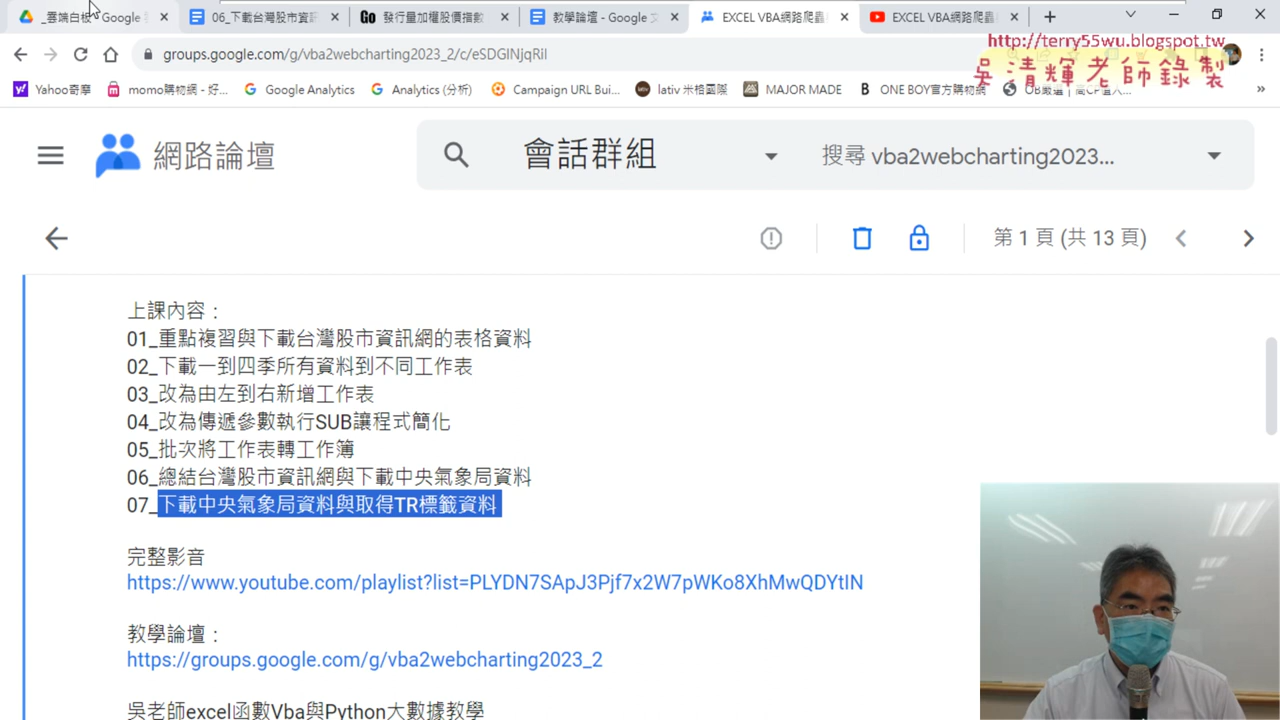 _雲端白板 - Google
06_下載台灣股市資訊
發行量加權股價指數
教學論壇 - Google 文
EXCEL VBA網路爬蟲
EXCEL VBA網路爬蟲
groups.google.com/g/vba2webcharting2023_2/c/eSDGlNjqRiI
http://terry55wu.blogspot.tw
吳清輝老師錄製
Yahoo奇摩
momo購物網 - 好...
Google Analytics
Analytics (分析)
Campaign URL Bui...
lativ 米格國際
MAJOR MADE
ONE BOY官方購物網
網路論壇
會話群組
搜尋 vba2webcharting2023...
第 1 頁 (共 13 頁)
上課內容：
01_重點複習與下載台灣股市資訊網的表格資料
02_下載一到四季所有資料到不同工作表
03_改為由左到右新增工作表
04_改為傳遞參數執行SUB讓程式簡化
05_批次將工作表轉工作簿
06_總結台灣股市資訊網與下載中央氣象局資料
07_下載中央氣象局資料與取得TR標籤資料
完整影音
https://www.youtube.com/playlist?list=PLYDN7SApJ3Pjf7x2W7pWKo8XhMwQDYtIN
教學論壇：
https://groups.google.com/g/vba2webcharting2023_2
吳老師excel函數Vba與Python大數據教學